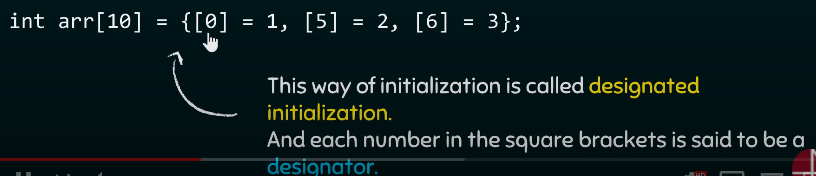 int arr[10] = {[0] = 1, [5] = 2, [6] = 3};
This way of initialization is called designated
initialization.
And each number in the square brackets is said to be a
designator.